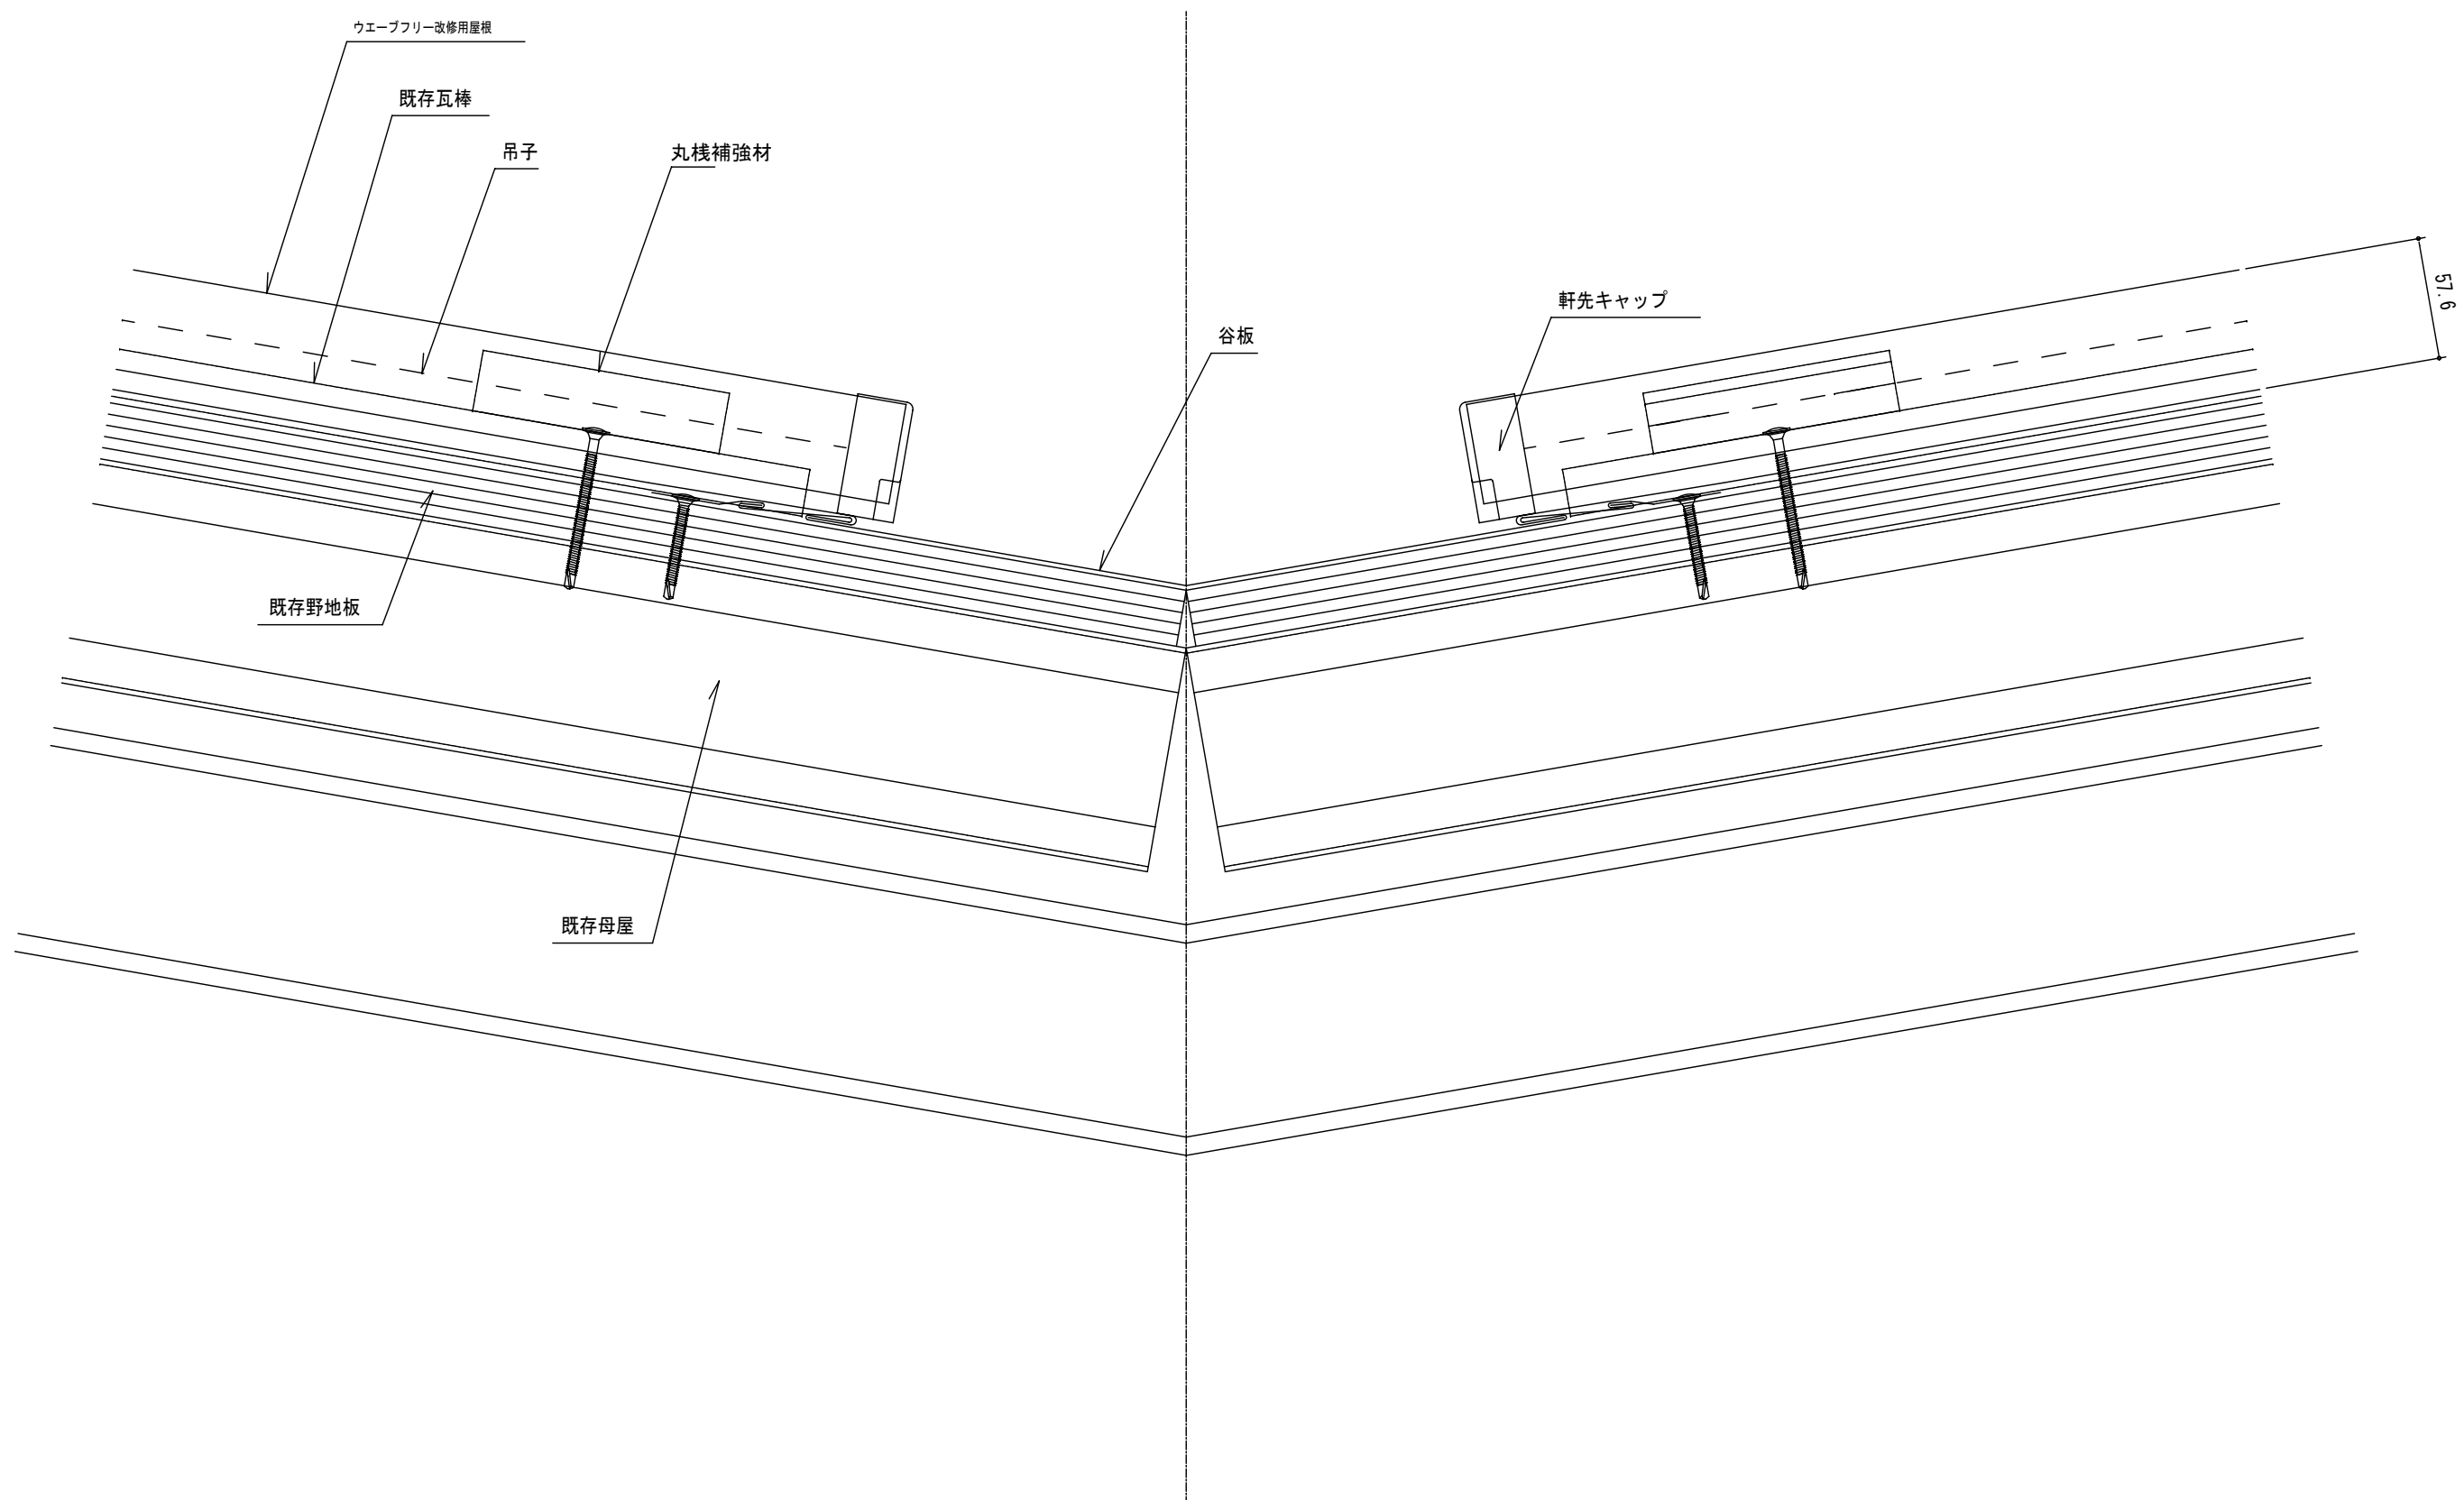 ウエーブフリー改修用屋根
既存瓦棒
吊子
丸桟補強材
軒先キャップ
谷板
57.6
既存野地板
既存母屋